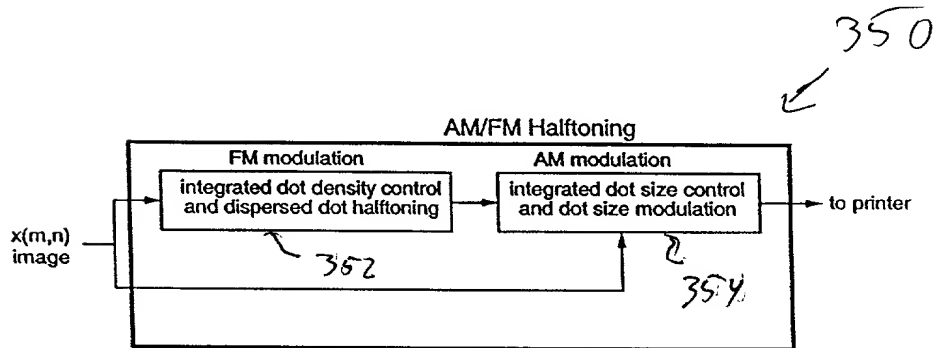 350
AM/FM Halftoning
FM modulation
integrated dot density control
and dispersed dot halftoning
AM modulation
integrated dot size control
and dot size modulation
to printer
x(m,n)
image
352
354